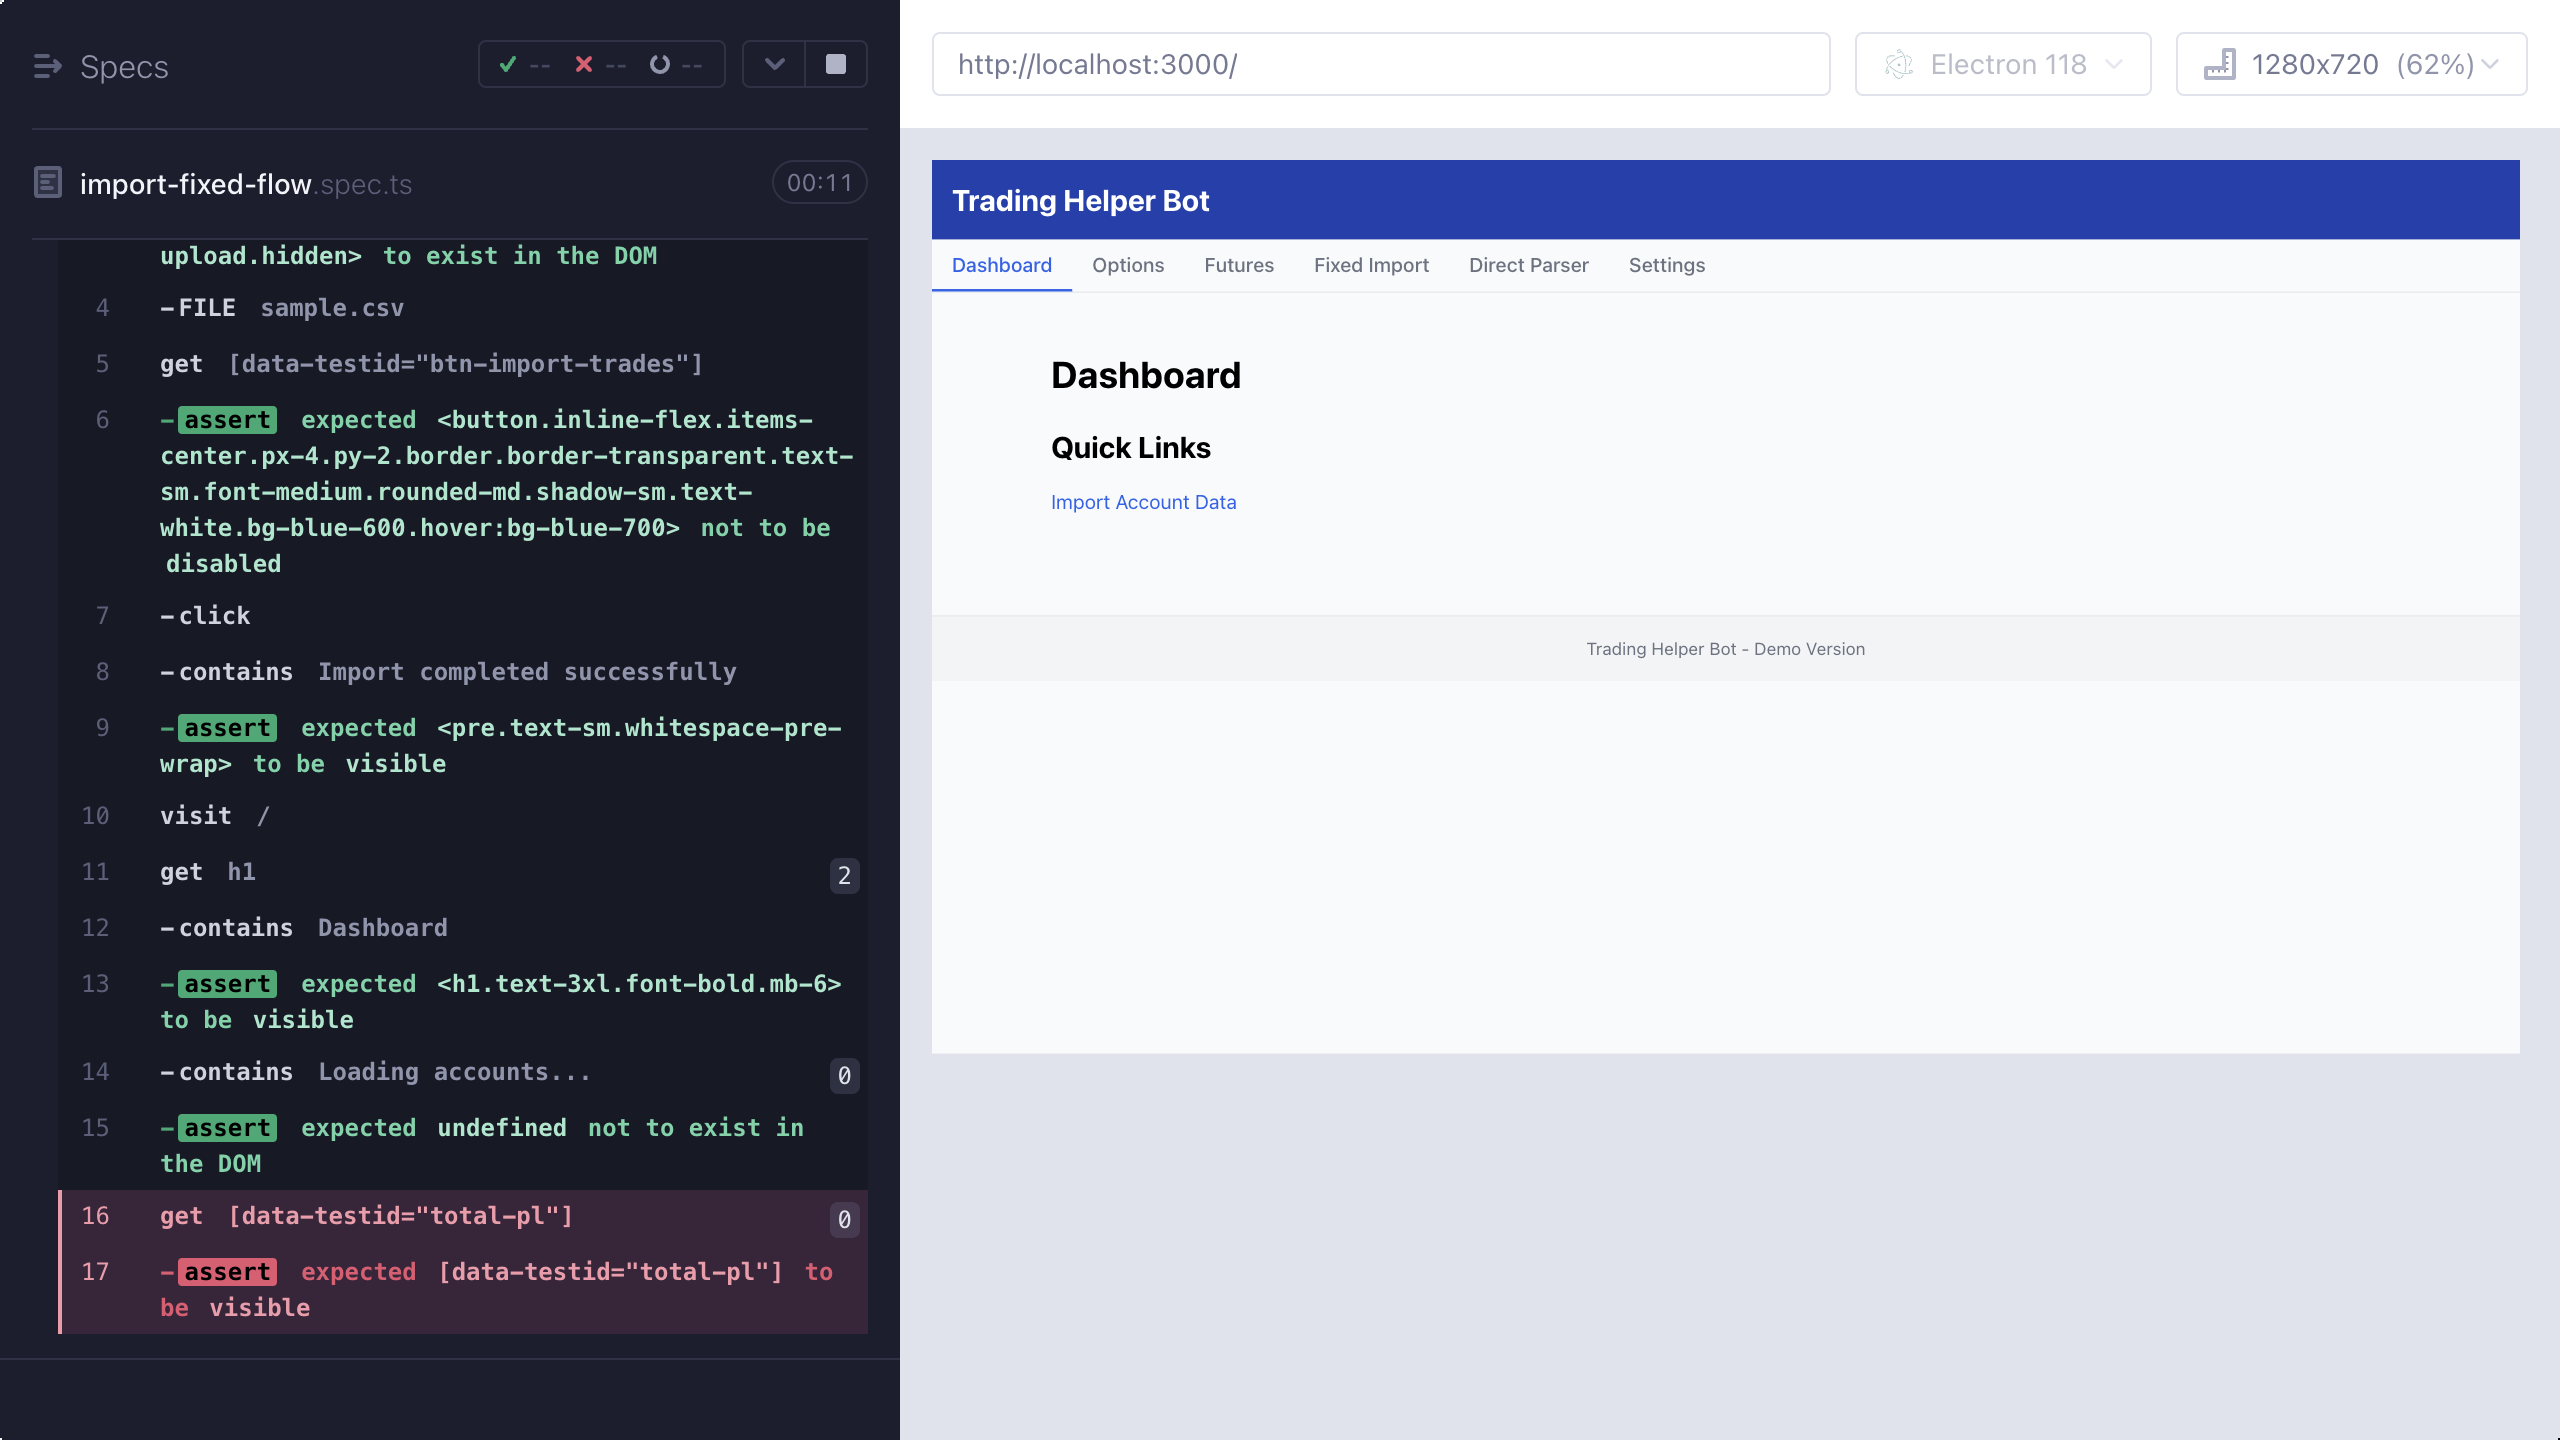 Specs
-- -- --
import-fixed-flow.spec.ts 00:11
upload.hidden> to exist in the DOM
4 -FILE sample.csv
5 get [data-testid="btn-import-trades"]
6 -assert expected <button.inline-flex.items-
center.px-4.py-2.border.border-transparent.text-
sm.font-medium.rounded-md.shadow-sm.text-
white.bg-blue-600.hover:bg-blue-700> not to be
disabled
7 -click
8 -contains Import completed successfully
9 -assert expected <pre.text-sm.whitespace-pre-
wrap> to be visible
10 visit /
11 get h1 2
12 -contains Dashboard
13 -assert expected <h1.text-3xl.font-bold.mb-6>
to be visible
14 -contains Loading accounts... 0
15 -assert expected undefined not to exist in
the DOM
16 get [data-testid="total-pl"] 0
17 -assert expected [data-testid="total-pl"] to
be visible
http://localhost:3000/ Electron 118 1280x720 (62%)
Trading Helper Bot
Dashboard Options Futures Fixed Import Direct Parser Settings
Dashboard
Quick Links
Import Account Data
Trading Helper Bot - Demo Version